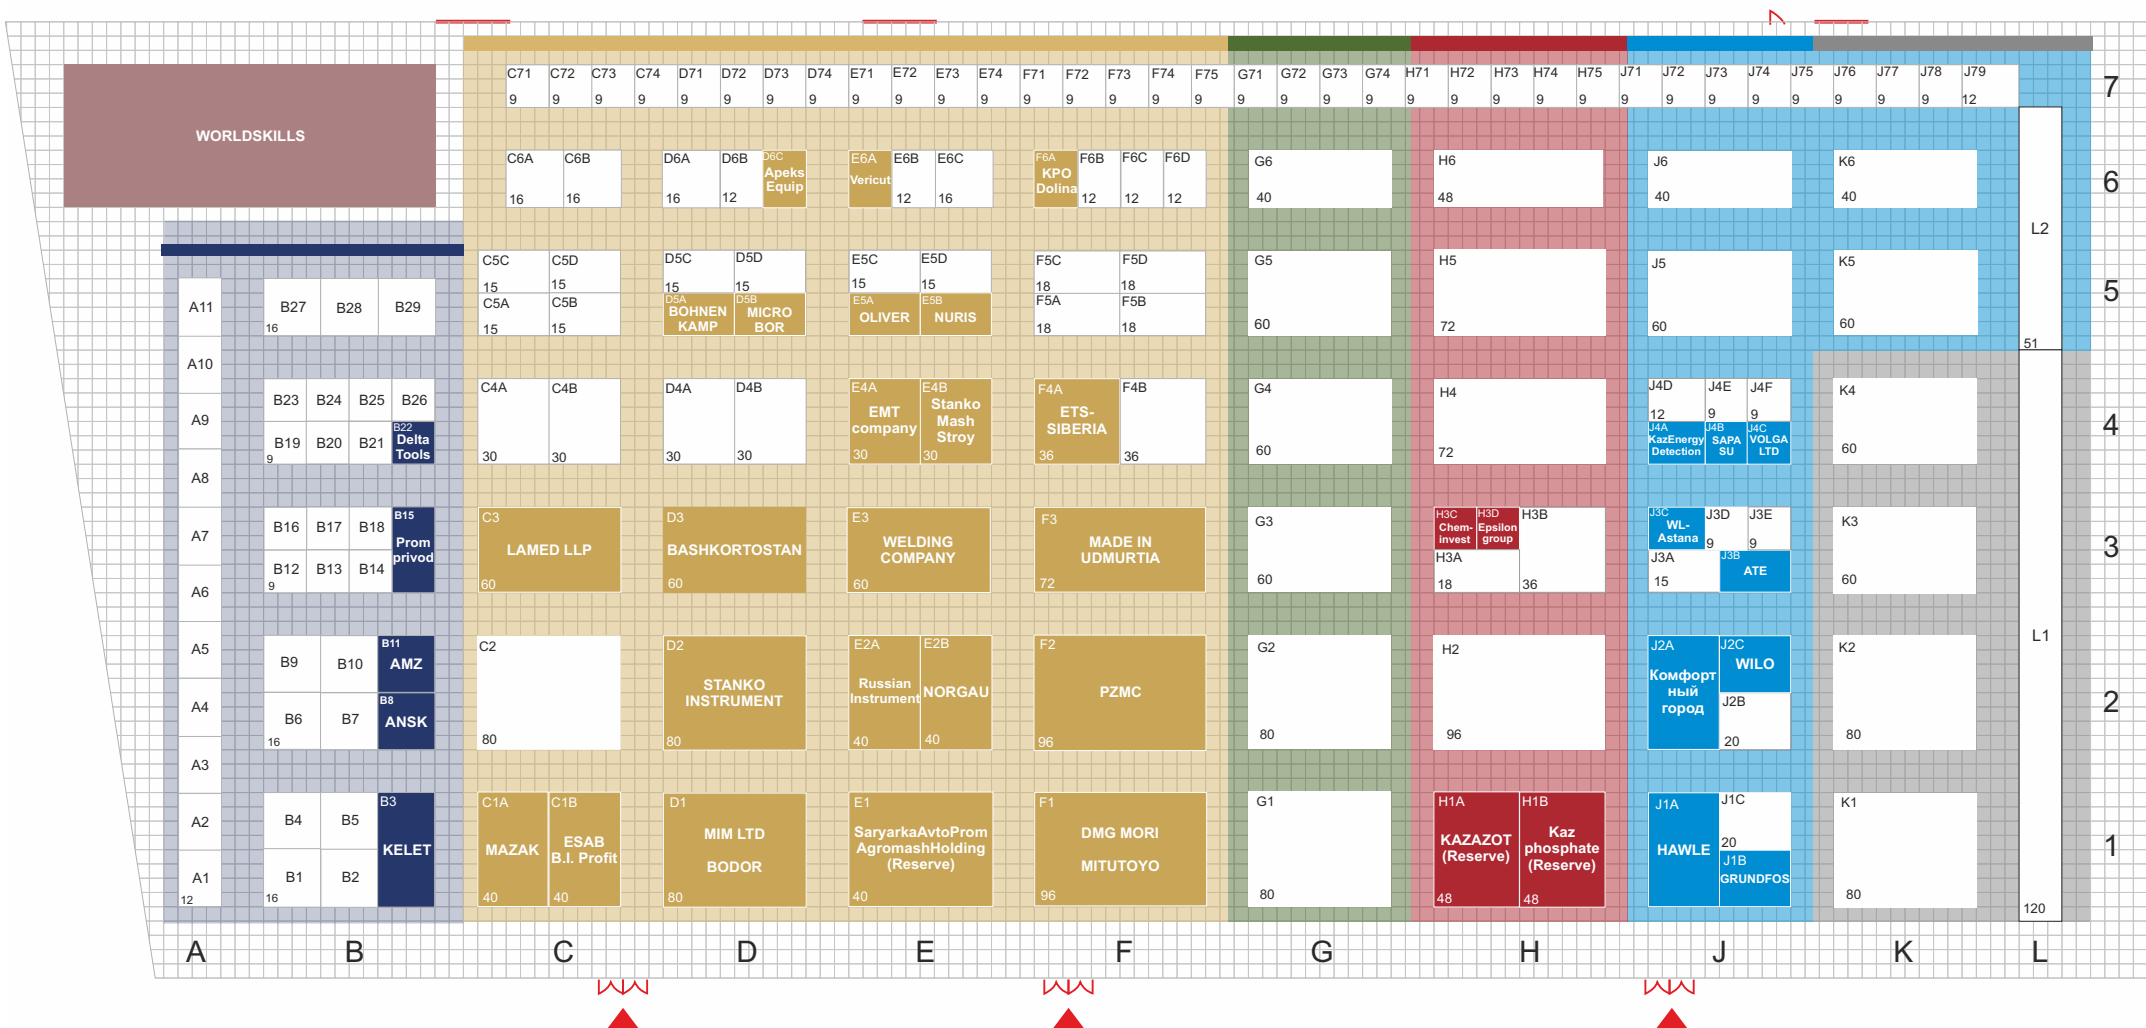 C71 C72 C73 C74 D71 D72 D73 D74 E71 E72 E73 E74 F71 F72 F73 F74 F75 G71 G72 G73 G74 H71 H72 H73 H74 H75 J71 J72 J73 J74 J75 J76 J77 J78 J79
9 9 9 9 9 9 9 9 9 9 9 9 9 9 9 9 9 9 9 9 9 9 9 9 9 9 9 9 9 9 9 9 9 9 12
7
WORLDSKILLS
C6A C6B
16 16
D6A D6B D6C
Apeks
Equip
16 12
E6A E6B E6C
Vericut
12 16
F6A F6B F6C F6D
KPO
Dolina
12 12 12
G6
40
H6
48
J6
40
K6
40
6
L2
51
A11
A10
A9
A8
A7
A6
A5
A4
A3
A2
A1
12
B27 B28 B29
16
C5C C5D
15 15
C5A C5B
15 15
D5C D5D
15 15
D5A D5B
BOHNEN
KAMP
MICRO
BOR
E5C E5D
15 15
E5A E5B
OLIVER NURIS
F5C F5D
18 18
F5A F5B
18 18
G5
60
H5
72
J5
60
K5
60
5
B23 B24 B25 B26
B19 B20 B21 B22
9
Delta
Tools
C4A C4B
30 30
D4A D4B
30 30
E4A
EMT
company
30
E4B
Stanko
Mash
Stroy
30
F4A
ETS-
SIBERIA
36
F4B
36
G4
60
H4
72
J4D J4E J4F
12 9 9
J4A
KazEnergy
Detection
J4B
SAPA
SU
J4C
VOLGA
LTD
K4
60
4
B16 B17 B18 B15
Prom
privod
B12 B13 B14
9
C3
LAMED LLP
60
D3
BASHKORTOSTAN
60
E3
WELDING
COMPANY
60
F3
MADE IN
UDMURTIA
72
G3
60
H3C
Chem-
invest
H3D
Epsilon
group
H3B
36
H3A
18
J3C
WL-
Astana
J3D J3E
9 9
J3A
15
J3B
ATE
K3
60
3
L1
120
B9 B10 B11
AMZ
B6 B7 B8
ANSK
16
C2
80
D2
STANKO
INSTRUMENT
80
E2A
Russian
Instrument
40
E2B
NORGAU
40
F2
PZMC
96
G2
80
H2
96
J2A
Комфорт
ный
город
J2C
WILO
J2B
20
K2
80
2
B4 B5 B3
KELET
B1 B2
16
C1A
MAZAK
40
C1B
ESAB
B.I. Profit
40
D1
MIM LTD
BODOR
80
E1
SaryarkaAvtoProm
AgromashHolding
(Reserve)
40
F1
DMG MORI
MITUTOYO
96
G1
80
H1A
KAZAZOT
(Reserve)
48
H1B
Kaz
phosphate
(Reserve)
48
J1A
HAWLE
J1C
20
J1B
GRUNDFOS
K1
80
1
A B C D E F G H J K L